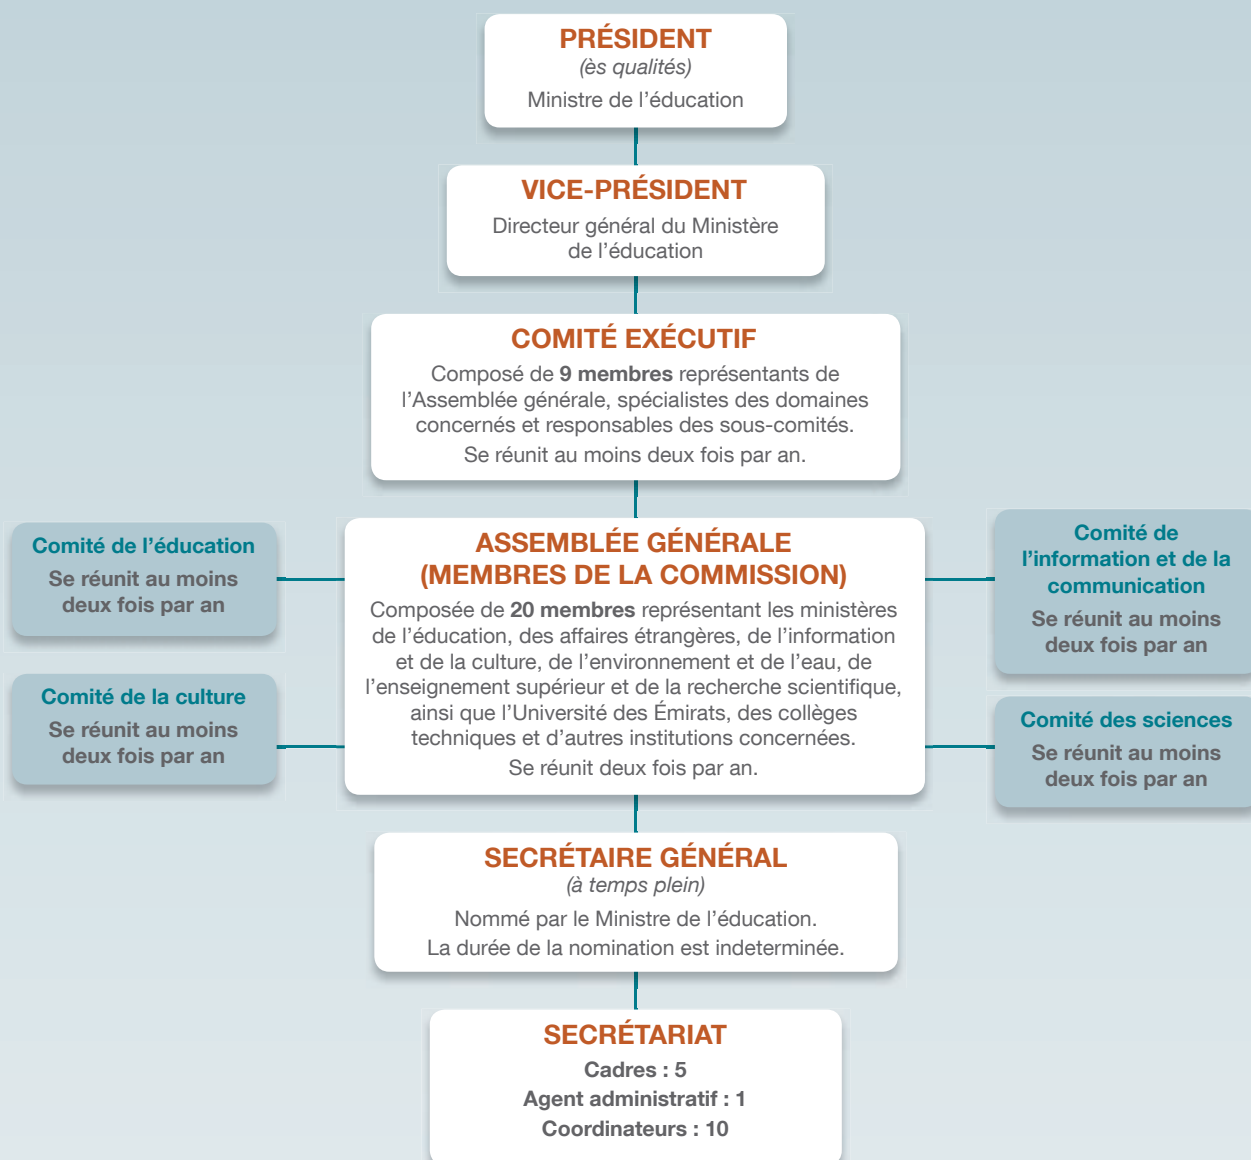 PRÉSIDENT
(ès qualités)
Ministre de l’éducation
VICE-PRÉSIDENT
Directeur général du Ministère
de l’éducation
COMITÉ EXÉCUTIF
Composé de 9 membres représentants de
l’Assemblée générale, spécialistes des domaines
concernés et responsables des sous-comités.
Se réunit au moins deux fois par an.
Comité de l’éducation
Se réunit au moins
deux fois par an
Comité de la culture
Se réunit au moins
deux fois par an
ASSEMBLÉE GÉNÉRALE
(MEMBRES DE LA COMMISSION)
Composée de 20 membres représentant les ministères
de l’éducation, des affaires étrangères, de l’information
et de la culture, de l’environnement et de l’eau, de
l’enseignement supérieur et de la recherche scientifique,
ainsi que l’Université des Émirats, des collèges
techniques et d’autres institutions concernées.
Se réunit deux fois par an.
Comité de
l’information et de la
communication
Se réunit au moins
deux fois par an
Comité des sciences
Se réunit au moins
deux fois par an
SECRÉTAIRE GÉNÉRAL
(à temps plein)
Nommé par le Ministre de l’éducation.
La durée de la nomination est indeterminée.
SECRÉTARIAT
Cadres : 5
Agent administratif : 1
Coordinateurs : 10